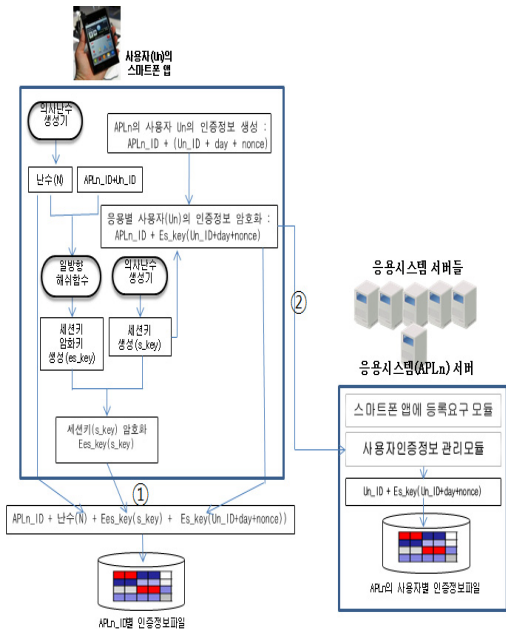 사용자(Un)의
스마트폰 앱
의사난수
생성기
APLn의 사용자 Un의 인증정보 생성 :
APLn_ID + (Un_ID + day + nonce)
난수(N)
APLn_ID+Un_ID
응용별 사용자(Un)의 인증정보 암호화 :
APLn_ID + Es_key(Un_ID+day+nonce)
일방향
해쉬함수
의사난수
생성기
②
응용시스템 서버들
세션키
암화키
생성(es_key)
세션키
생성(s_key)
응용시스템(APLn) 서버
스마트폰 앱에 등록요구 모듈
세션키(s_key) 암호화
Ees_key(s_key)
사용자인증정보 관리모듈
①
Un_ID + Es_key(Un_ID+day+nonce)
APLn_ID + 난수(N) + Ees_key(s_key) + Es_key(Un_ID+day+nonce))
APLn의 사용자별 인증정보파일
APLn_ID별 인증정보파일